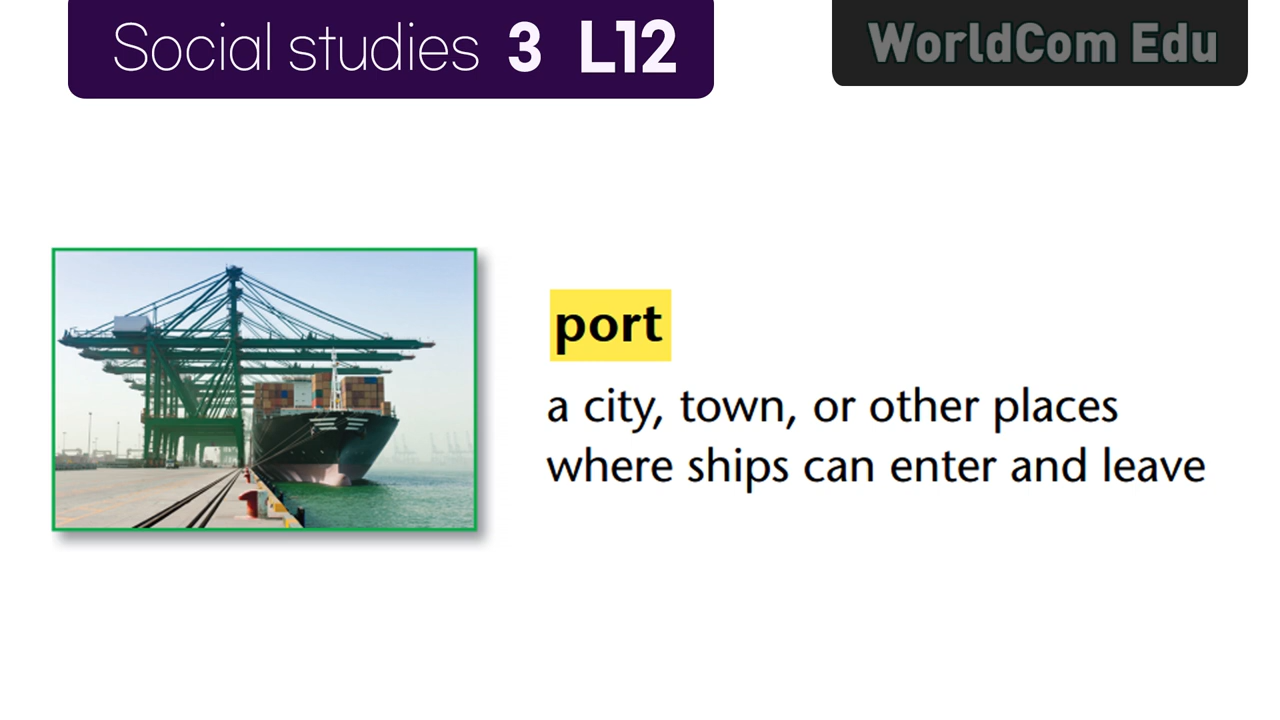 Social studies 3 L12
WorldCom Edu
port
a city, town, or other places
where ships can enter and leave